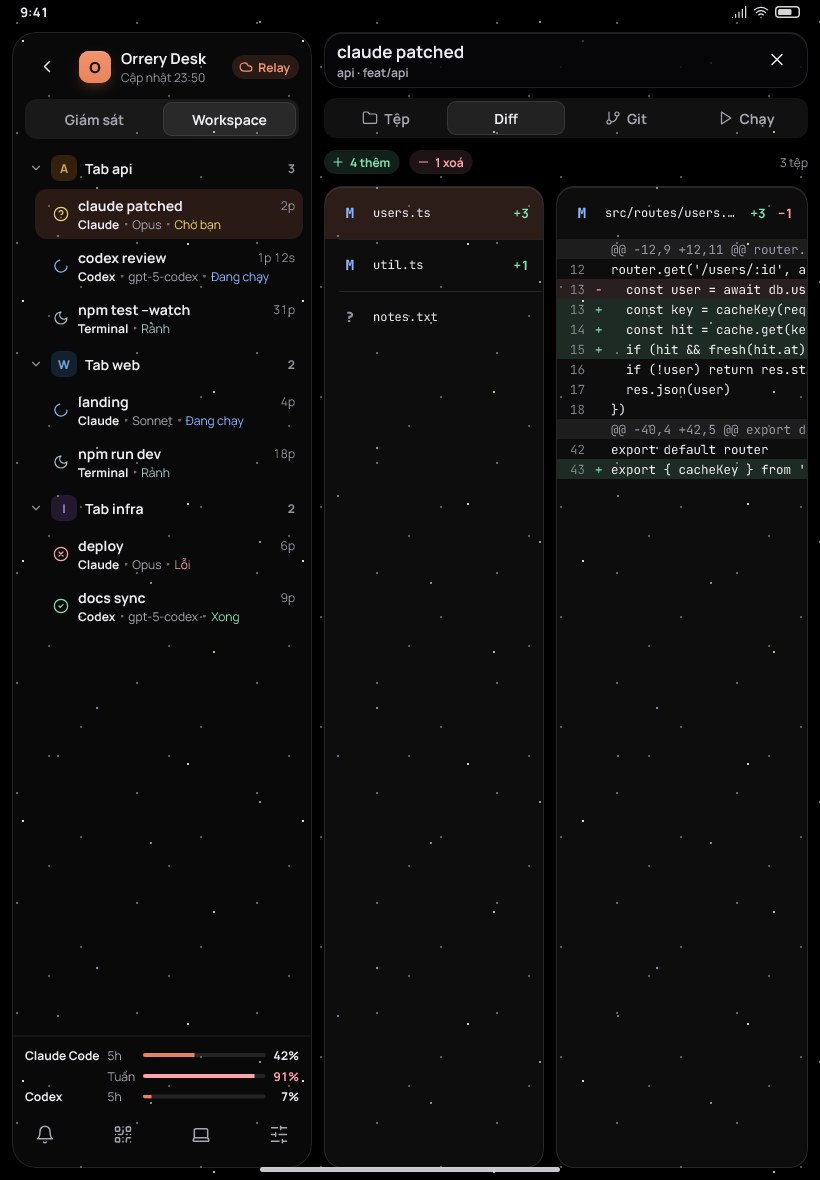 9:41
O
Orrery Desk
Cập nhật 23:50
Relay
Giám sát
Workspace
A
Tab api
3
claude patched
2p
Claude • Opus • Chờ bạn
codex review
1p 12s
Codex • gpt-5-codex • Đang chạy
npm test --watch
31p
Terminal • Rảnh
W
Tab web
2
landing
4p
Claude • Sonnet • Đang chạy
npm run dev
18p
Terminal • Rảnh
I
Tab infra
2
deploy
6p
Claude • Opus • Lỗi
docs sync
9p
Codex • gpt-5-codex • Xong
Claude Code 5h 42%
Tuần 91%
Codex 5h 7%
claude patched
api · feat/api
Tệp
Diff
Git
Chạy
+ 4 thêm
− 1 xoá
3 tệp
M users.ts +3
M util.ts +1
? notes.txt
M src/routes/users.… +3 −1
@@ -12,9 +12,11 @@ router.
12 router.get('/users/:id', a
13 - const user = await db.us
13 + const key = cacheKey(req
14 + const hit = cache.get(ke
15 + if (hit && fresh(hit.at)
16 if (!user) return res.st
17 res.json(user)
18 })
@@ -40,4 +42,5 @@ export d
42 export default router
43 + export { cacheKey } from '